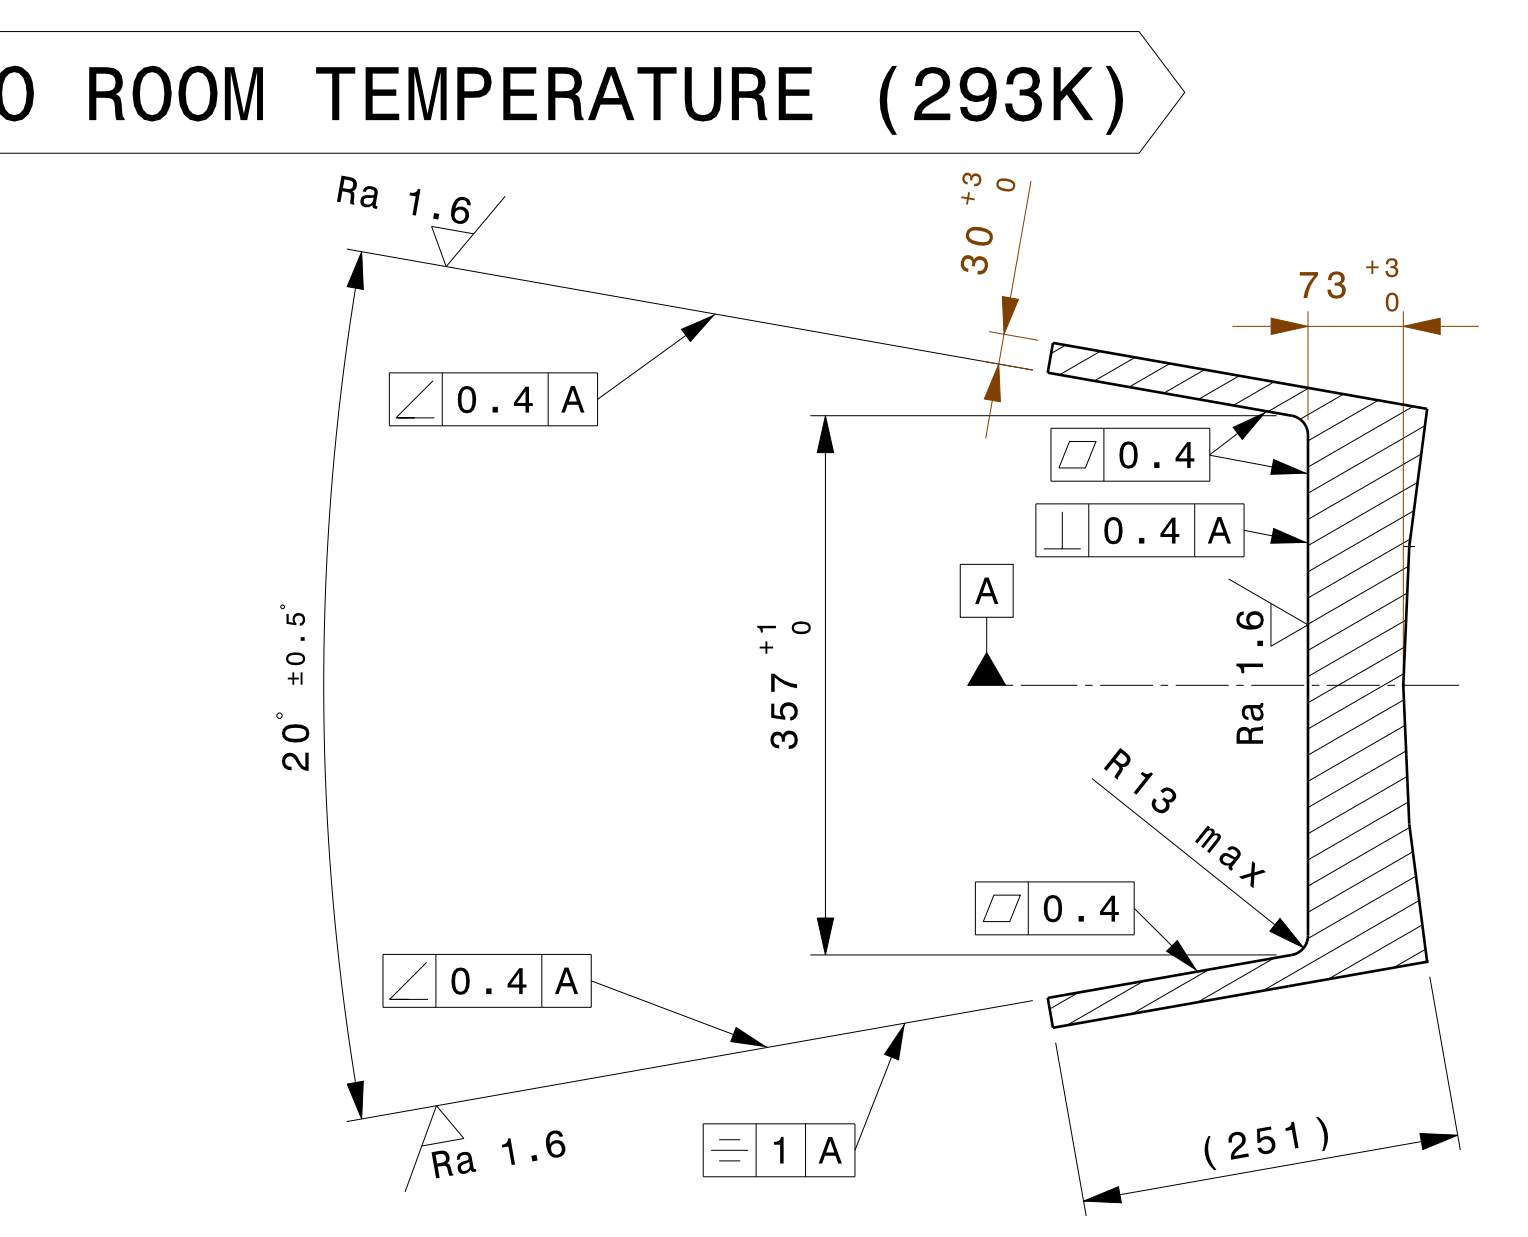 O ROOM TEMPERATURE (293K)
Ra 1.6
30 +3 0
73 +3 0
0.4 A
0.4
0.4 A
A
20° ±0.5°
357 +1 0
Ra 1.6
R13 max
0.4
0.4 A
Ra 1.6
1 A
(251)